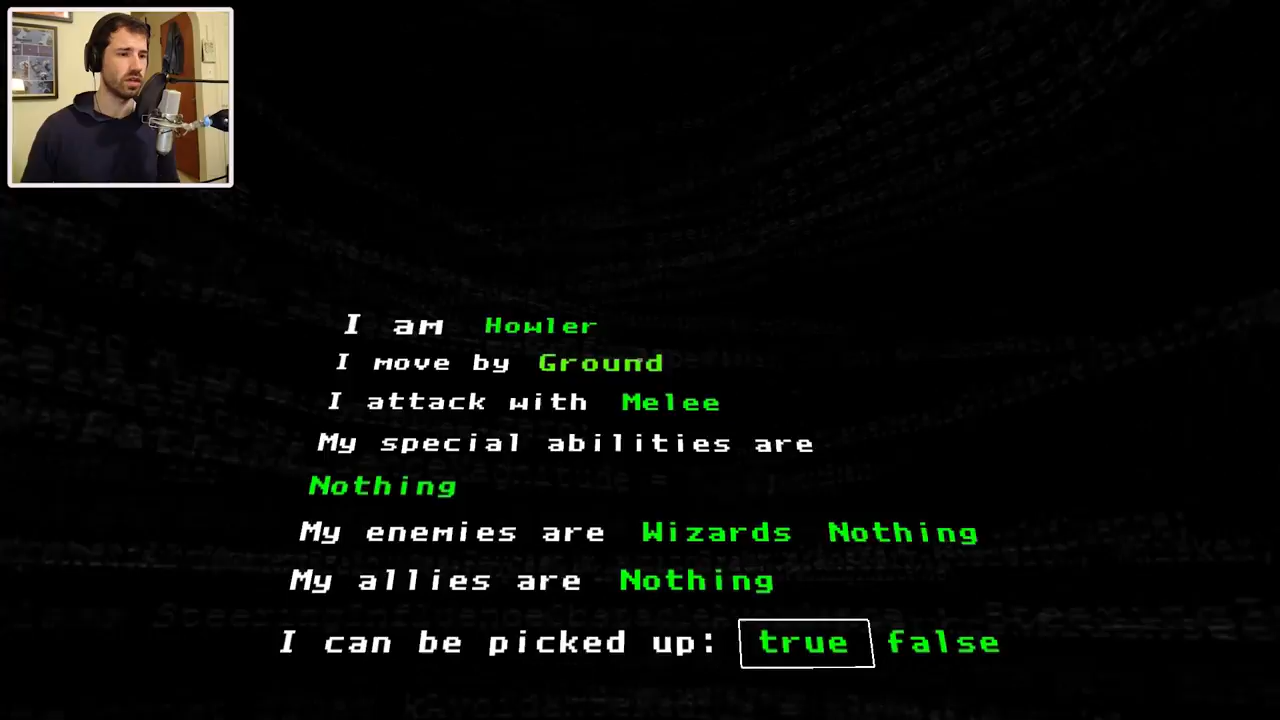 I am Howler
I move by Ground
I attack with Melee
My special abilities are
Nothing
My enemies are Wizards Nothing
My allies are Nothing
I can be picked up: true false